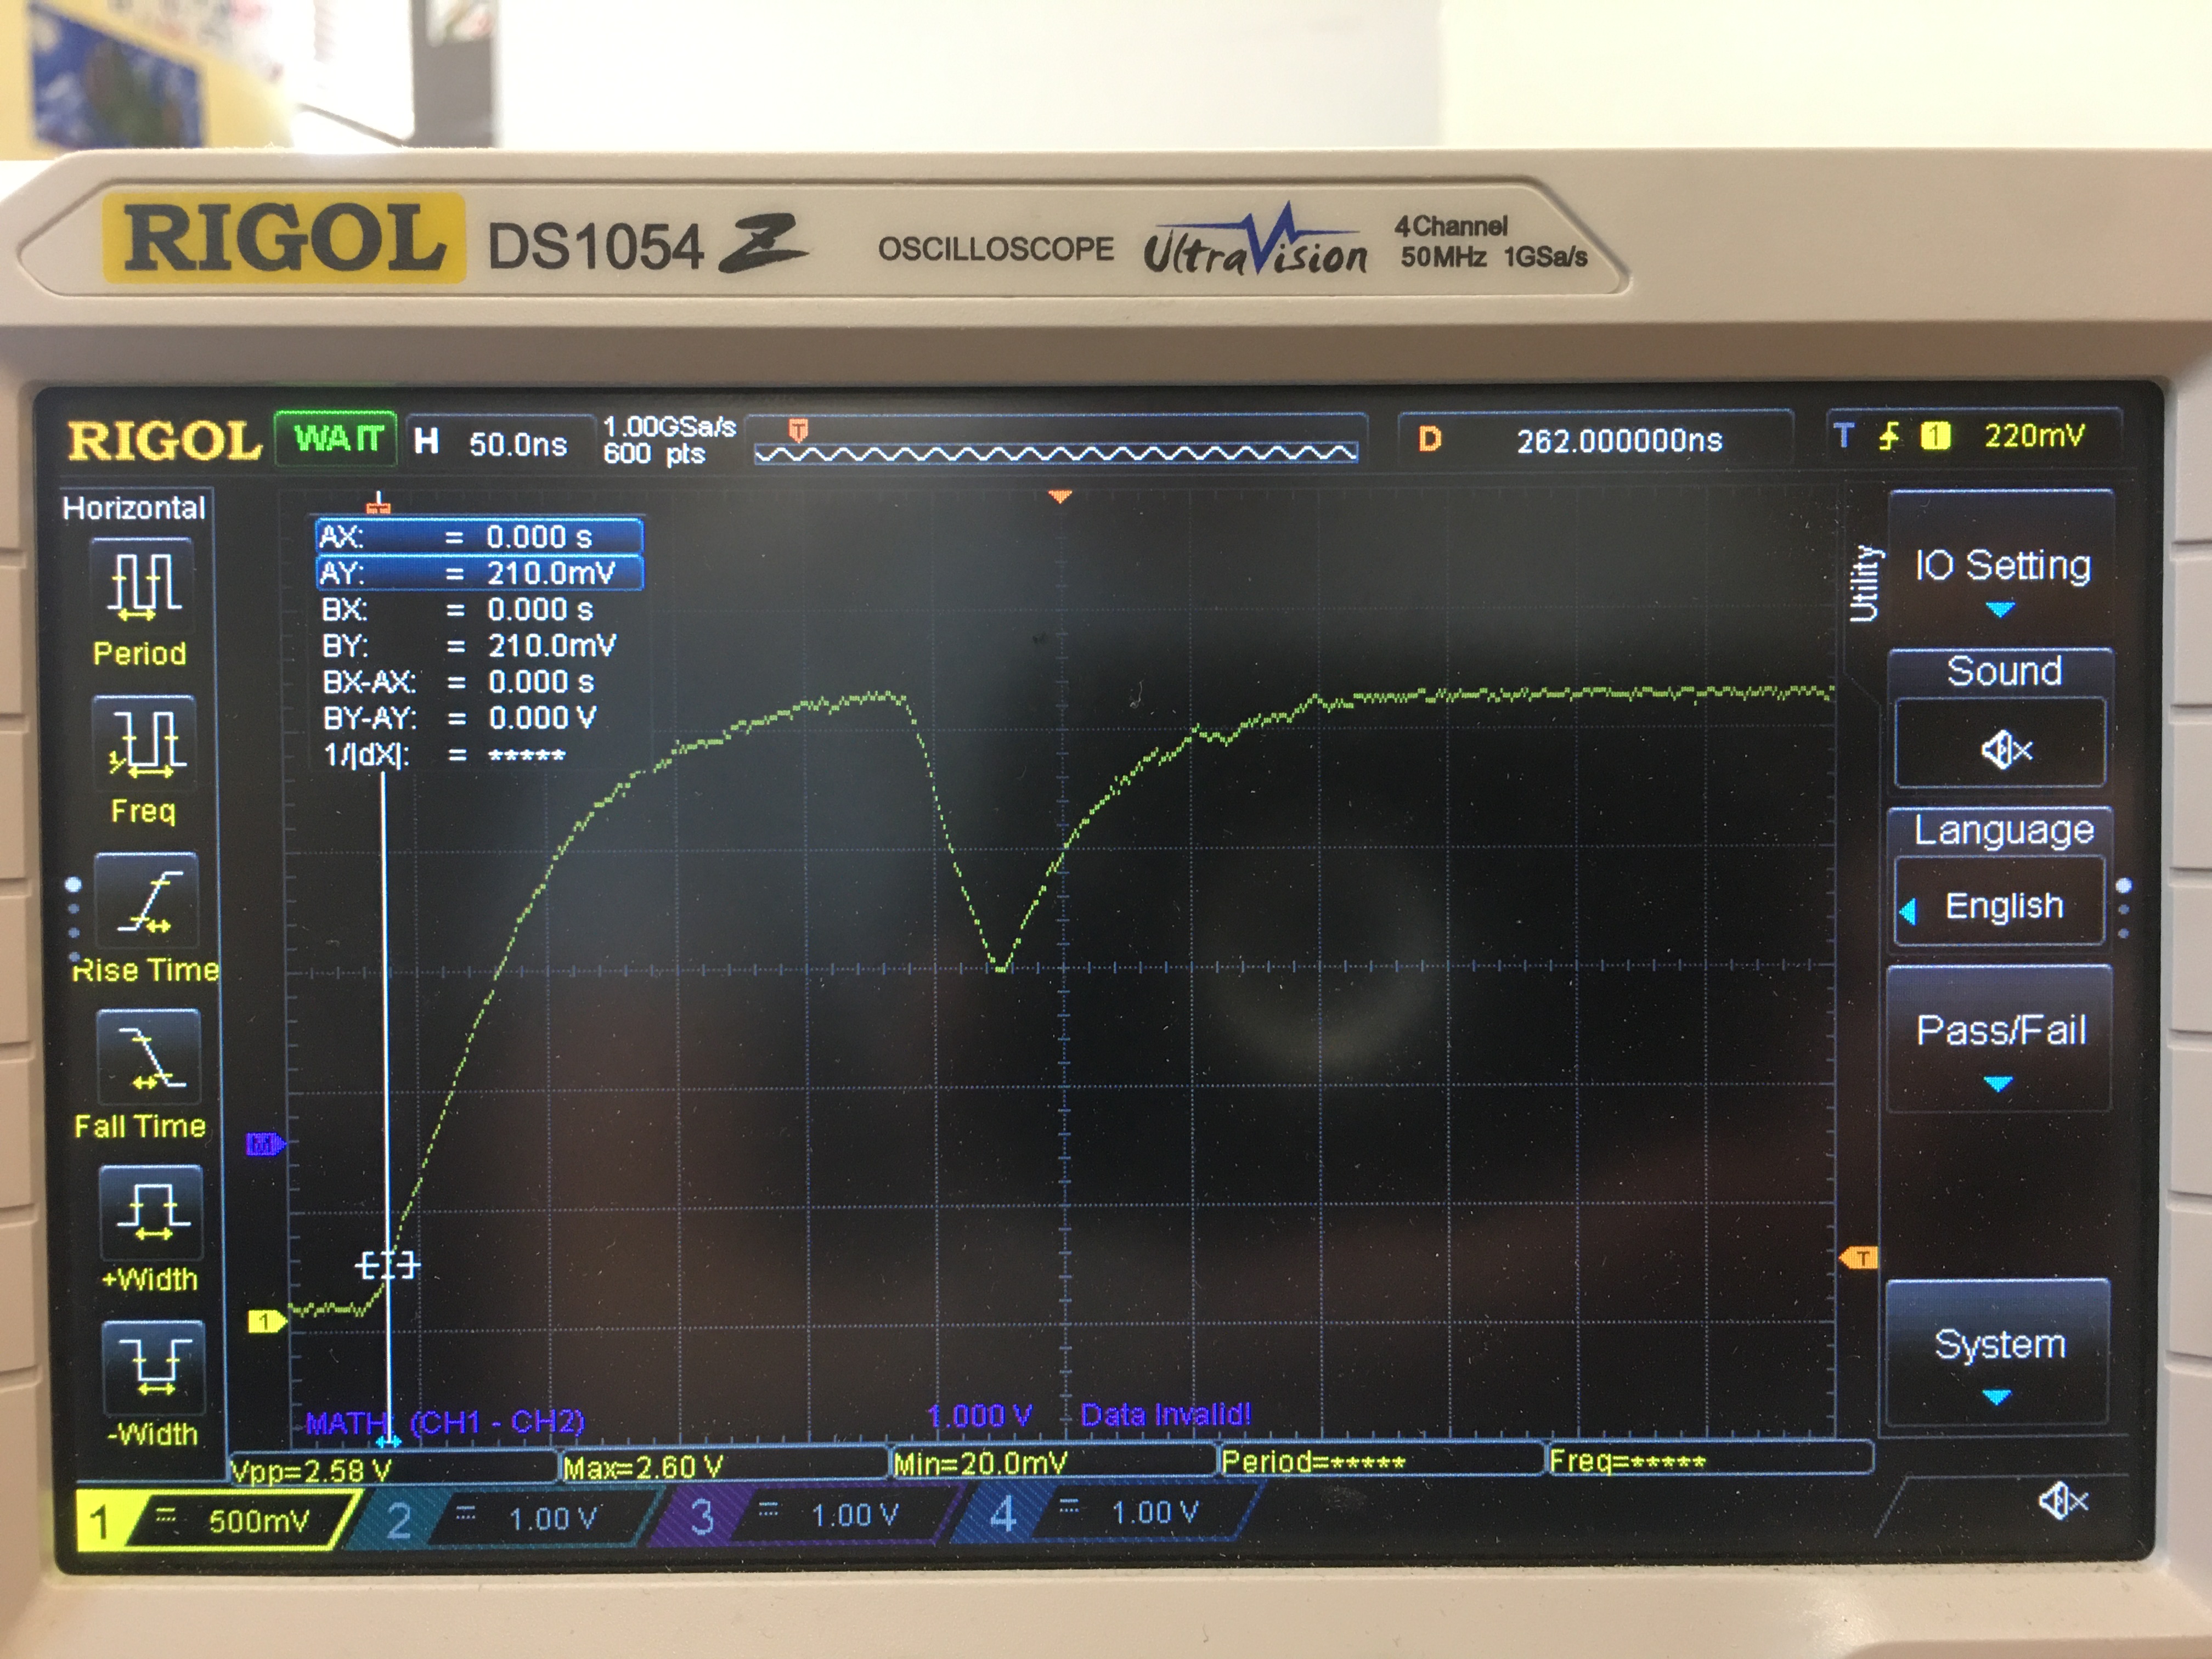 RIGOL DS1054Z OSCILLOSCOPE UltraVision 4 Channel
50MHz 1GSa/s
RIGOL WAIT H 50.0ns 1.00GSa/s
600 pts
T
D 262.000000ns
T 1 220mV
Horizontal
Period
Freq
Rise Time
Fall Time
+Width
-Width
AX: = 0.000 s
AY: = 210.0mV
BX: = 0.000 s
BY: = 210.0mV
BX-AX: = 0.000 s
BY-AY: = 0.000 V
1/|dX|: = *****
1
T
MATH: (CH1 - CH2) 1.000 V Data Invalid!
Utility
IO Setting
Sound
Language
English
Pass/Fail
System
Vpp=2.58 V Max=2.60 V Min=20.0mV Period=***** Freq=*****
1 500mV 2 1.00 V 3 1.00 V 4 1.00 V